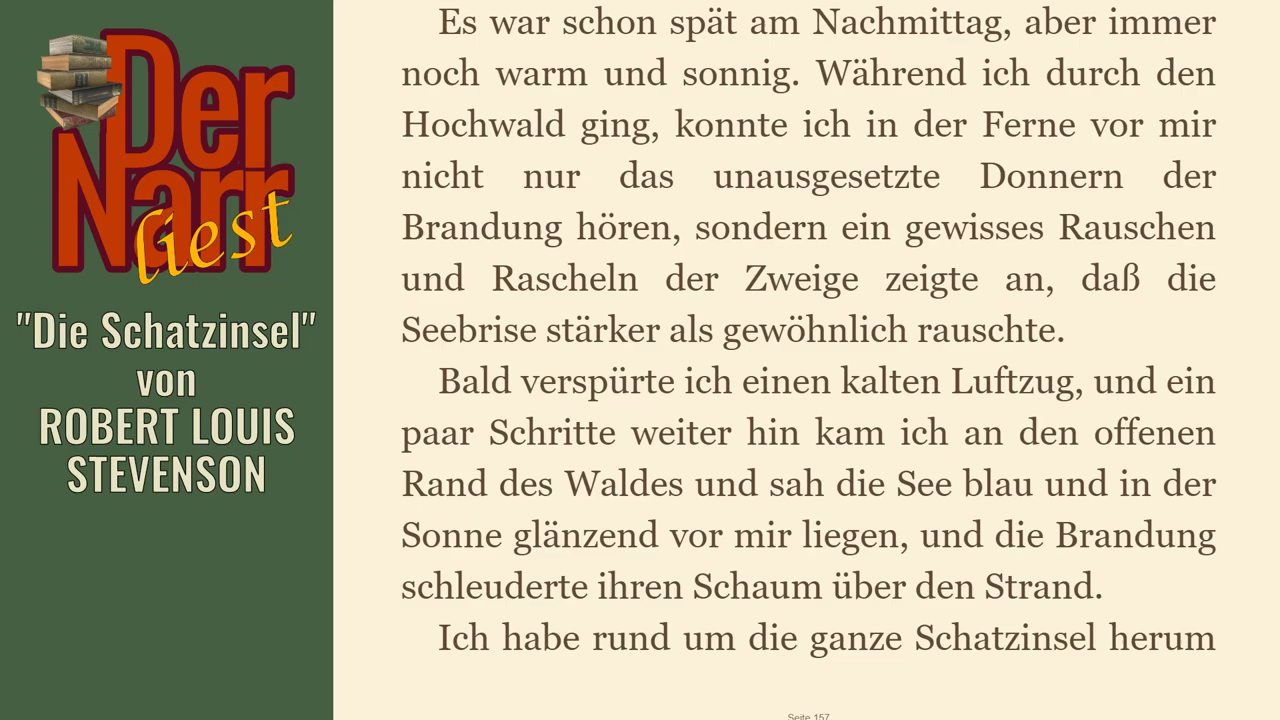 Der
Narr
liest
"Die Schatzinsel"
von
ROBERT LOUIS
STEVENSON
Es war schon spät am Nachmittag, aber immer
noch warm und sonnig. Während ich durch den
Hochwald ging, konnte ich in der Ferne vor mir
nicht nur das unausgesetzte Donnern der
Brandung hören, sondern ein gewisses Rauschen
und Rascheln der Zweige zeigte an, daß die
Seebrise stärker als gewöhnlich rauschte.
Bald verspürte ich einen kalten Luftzug, und ein
paar Schritte weiter hin kam ich an den offenen
Rand des Waldes und sah die See blau und in der
Sonne glänzend vor mir liegen, und die Brandung
schleuderte ihren Schaum über den Strand.
Ich habe rund um die ganze Schatzinsel herum
Seite 157